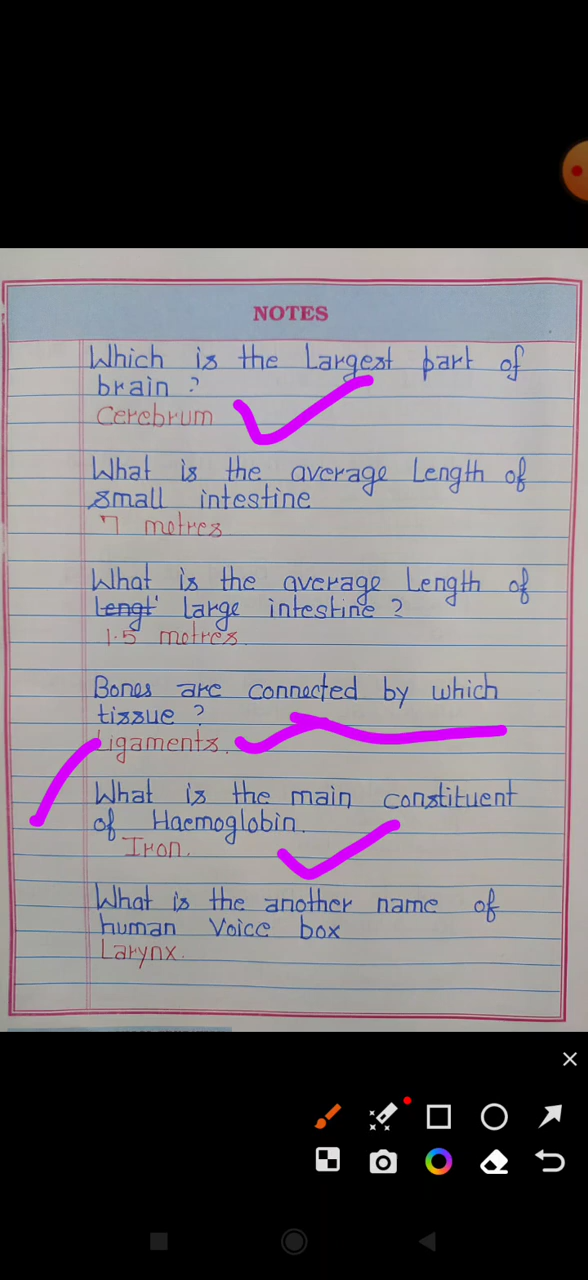 NOTES
Which is the Largest part of
brain ?
Cerebrum
What is the average Length of
small intestine
7 metres
What is the average Length of
Lengt large intestine ?
1.5 metres.
Bones are connected by which
tissue ?
Ligaments.
What is the main constituent
of Haemoglobin.
Iron.
What is the another name of
human Voice box
Larynx.